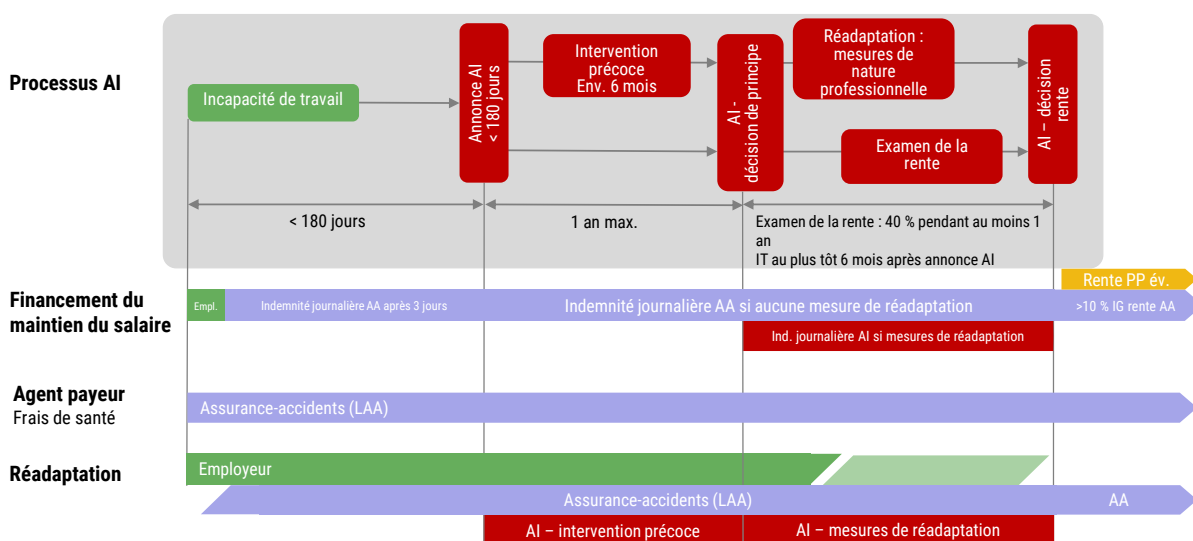 Processus AI
Incapacité de travail
Annonce AI
< 180 jours
Intervention
précoce
Env. 6 mois
AI -
décision de principe
Réadaptation :
mesures de
nature
professionnelle
Examen de la
rente
AI – décision
rente
< 180 jours
1 an max.
Examen de la rente : 40 % pendant au moins 1
an
IT au plus tôt 6 mois après annonce AI
Rente PP év.
Financement du
maintien du salaire
Empl.
Indemnité journalière AA après 3 jours
Indemnité journalière AA si aucune mesure de réadaptation
>10 % IG rente AA
Ind. journalière AI si mesures de réadaptation
Agent payeur
Frais de santé
Assurance-accidents (LAA)
Réadaptation
Employeur
Assurance-accidents (LAA)
AA
AI – intervention précoce
AI – mesures de réadaptation